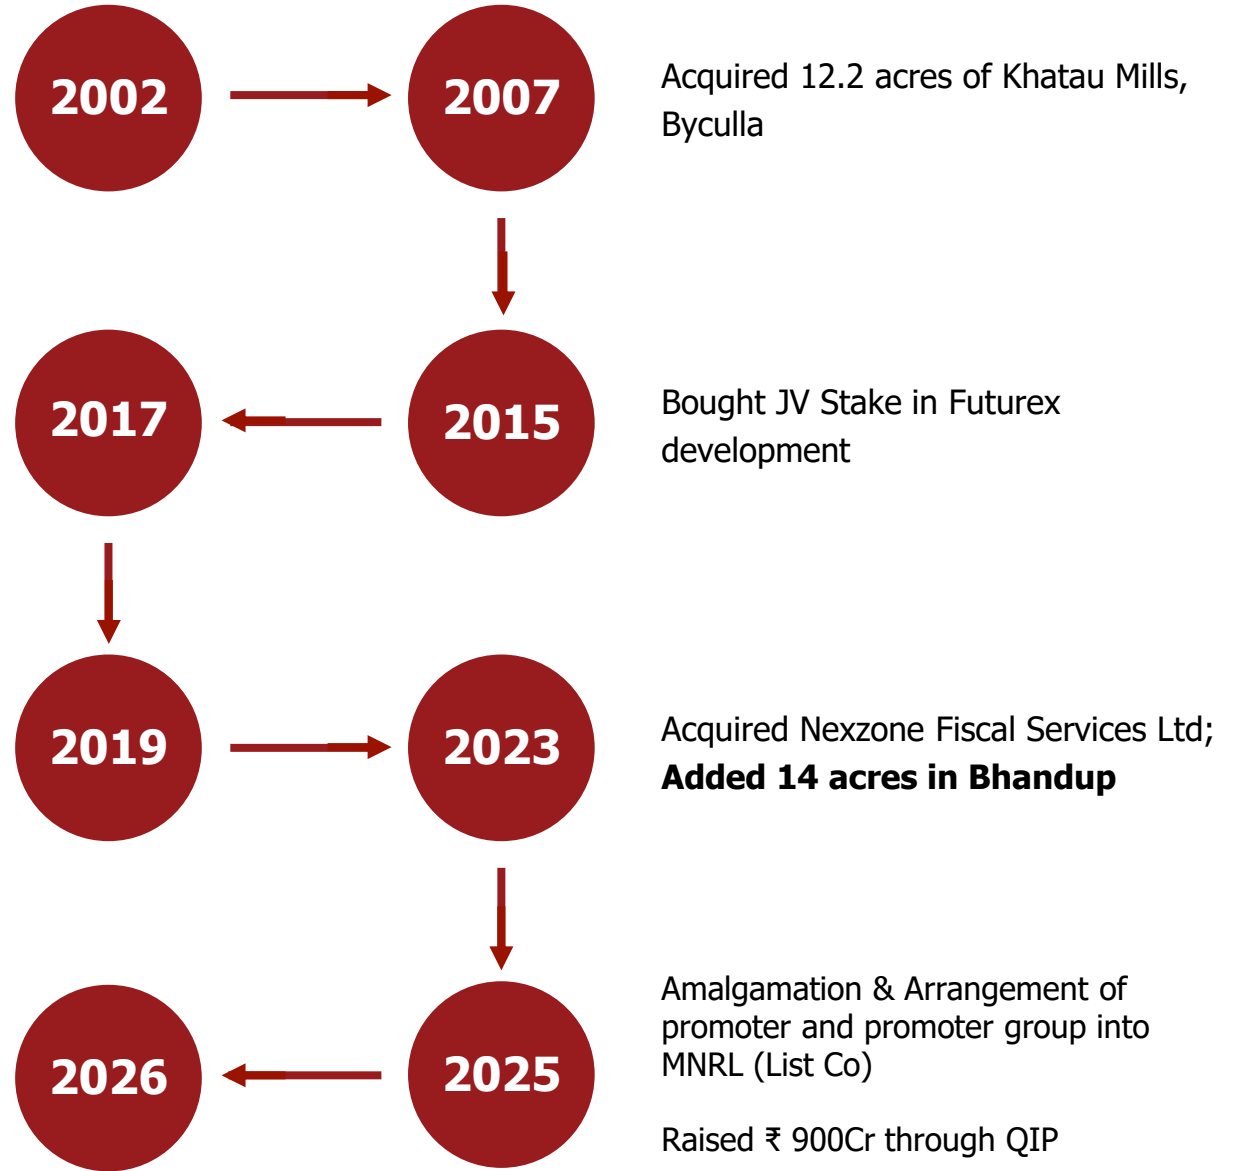 2002
2007
Acquired 12.2 acres of Khatau Mills,
Byculla
2017
2015
Bought JV Stake in Futurex
development
2019
2023
Acquired Nexzone Fiscal Services Ltd;
Added 14 acres in Bhandup
2026
2025
Amalgamation & Arrangement of
promoter and promoter group into
MNRL (List Co)
Raised ₹ 900Cr through QIP